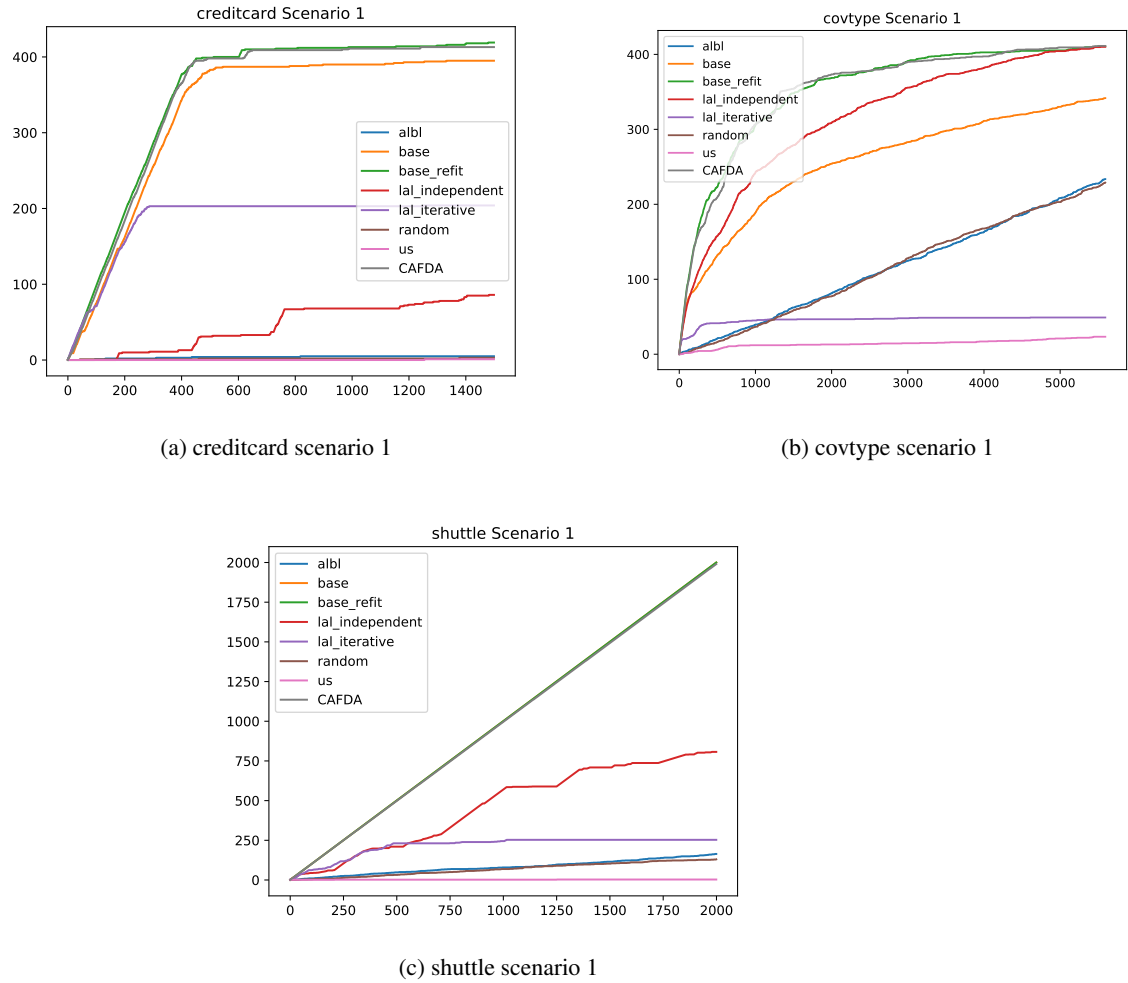 creditcard Scenario 1
400
300
200
100
0
albl
base
base_refit
lal_independent
lal_iterative
random
us
CAFDA
0 200 400 600 800 1000 1200 1400
(a) creditcard scenario 1
covtype Scenario 1
400
300
200
100
0
albl
base
base_refit
lal_independent
lal_iterative
random
us
CAFDA
0 1000 2000 3000 4000 5000
(b) covtype scenario 1
shuttle Scenario 1
2000
1750
1500
1250
1000
750
500
250
0
albl
base
base_refit
lal_independent
lal_iterative
random
us
CAFDA
0 250 500 750 1000 1250 1500 1750 2000
(c) shuttle scenario 1